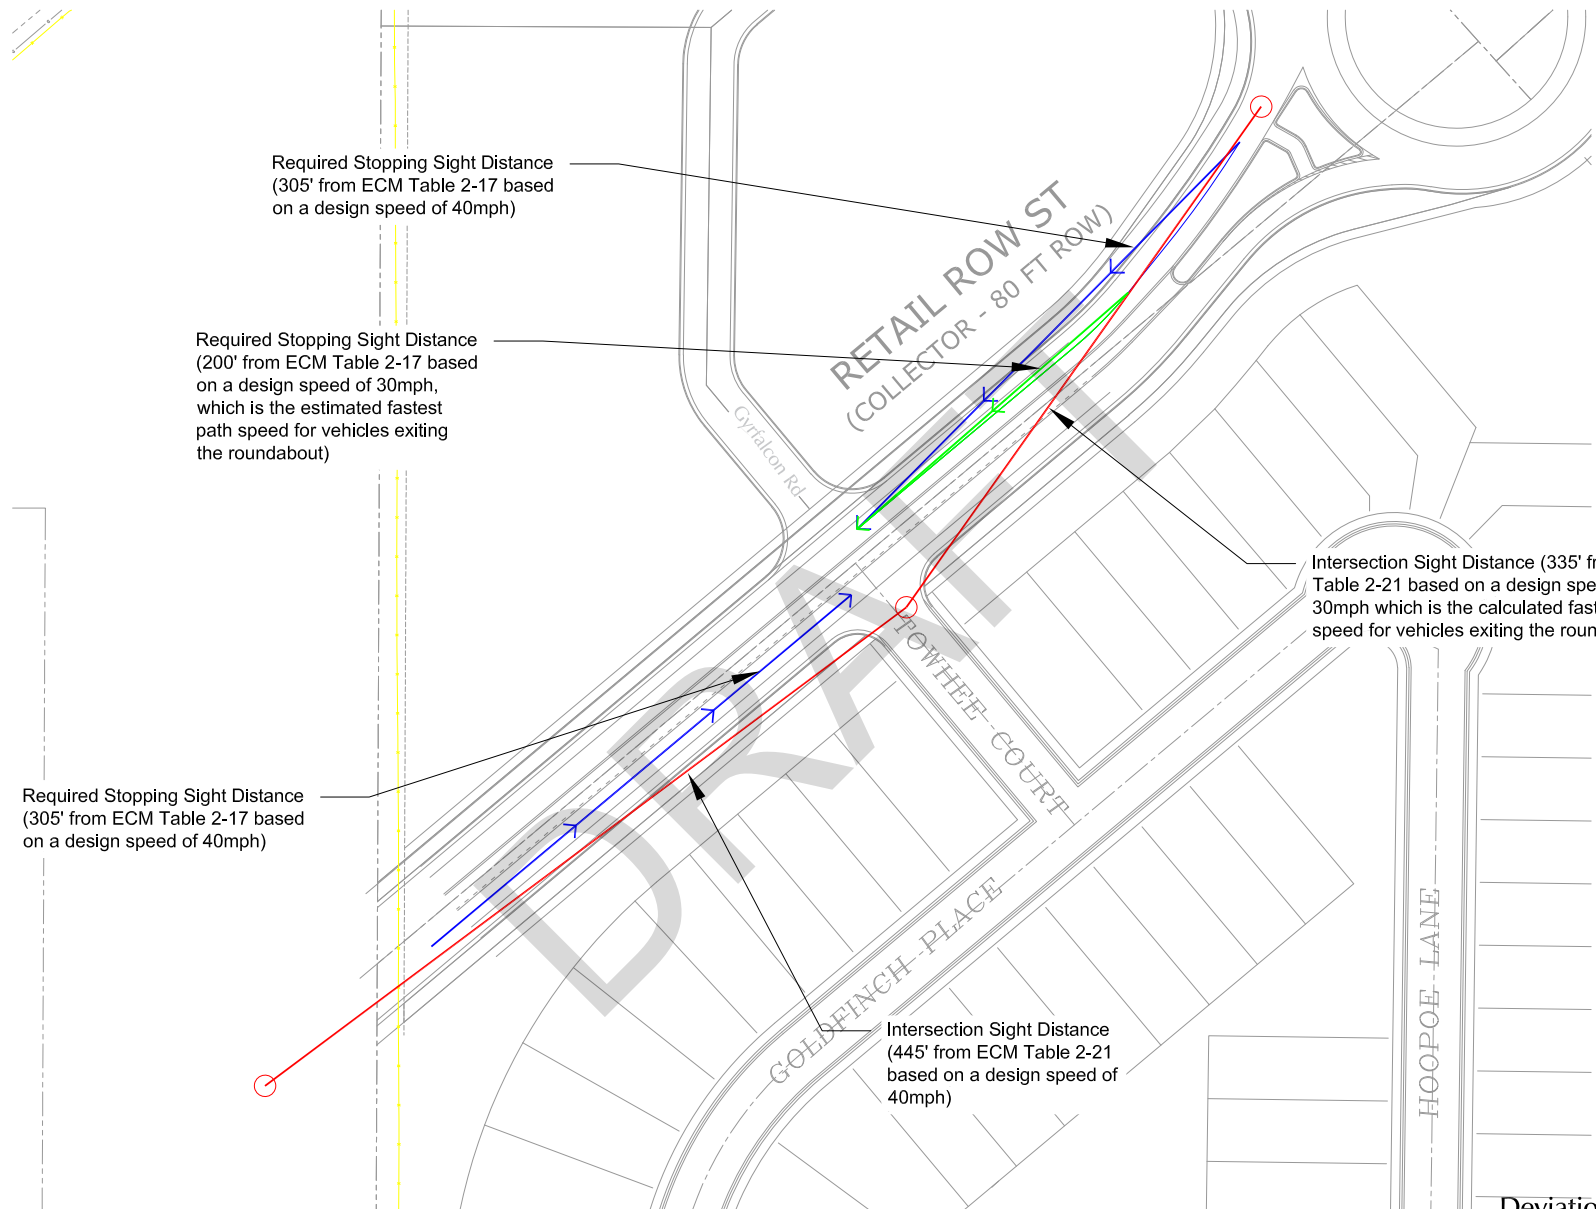 Required Stopping Sight Distance
(305' from ECM Table 2-17 based
on a design speed of 40mph)
RETAIL ROW ST
(COLLECTOR - 80 FT ROW)
Required Stopping Sight Distance
(200' from ECM Table 2-17 based
on a design speed of 30mph,
which is the estimated fastest
path speed for vehicles exiting
the roundabout)
Gyrfalcon Rd
Intersection Sight Distance (335'
Table 2-21 based on a design
30mph which is the calculated
speed for vehicles exiting the
TOWHEE COURT
DRAFT
Required Stopping Sight Distance
(305' from ECM Table 2-17 based
on a design speed of 40mph)
GOLDFINCH PLACE
HOOPOE LANE
Intersection Sight Distance
(445' from ECM Table 2-21
based on a design speed of
40mph)